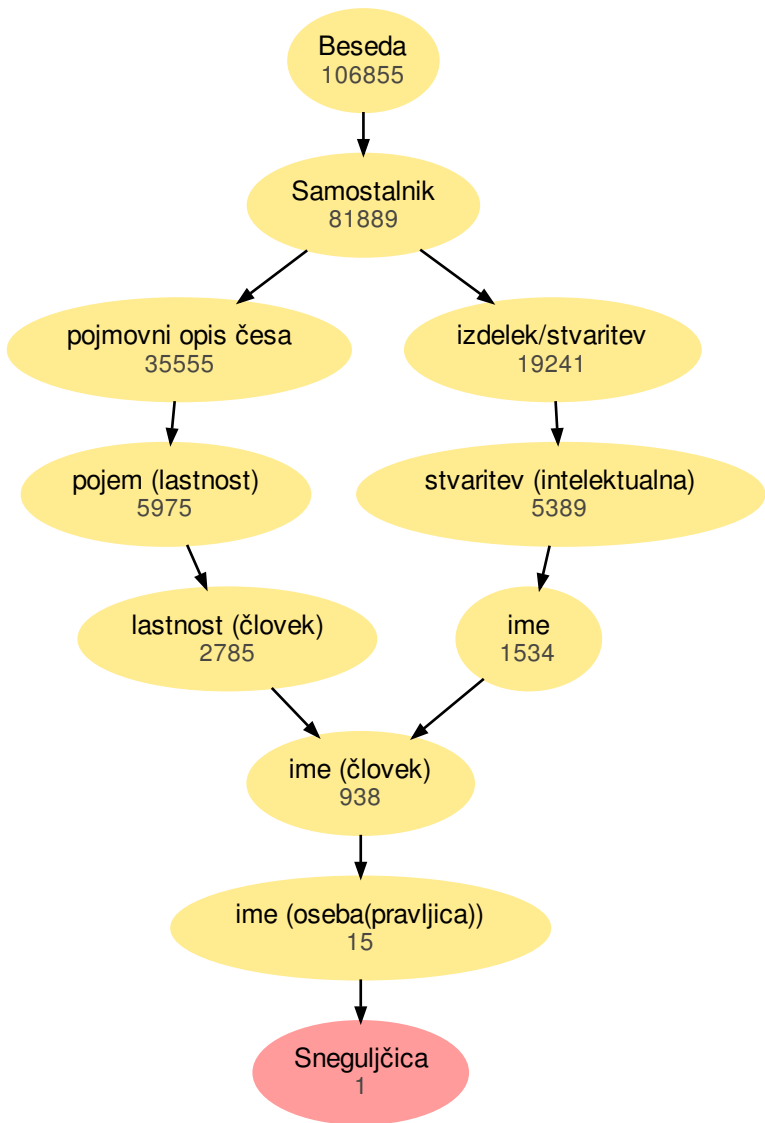 Beseda
106855
Samostalnik
81889
pojmovni opis česa
35555
izdelek/stvaritev
19241
pojem (lastnost)
5975
stvaritev (intelektualna)
5389
lastnost (človek)
2785
ime
1534
ime (človek)
938
ime (oseba(pravljica))
15
Sneguljčica
1